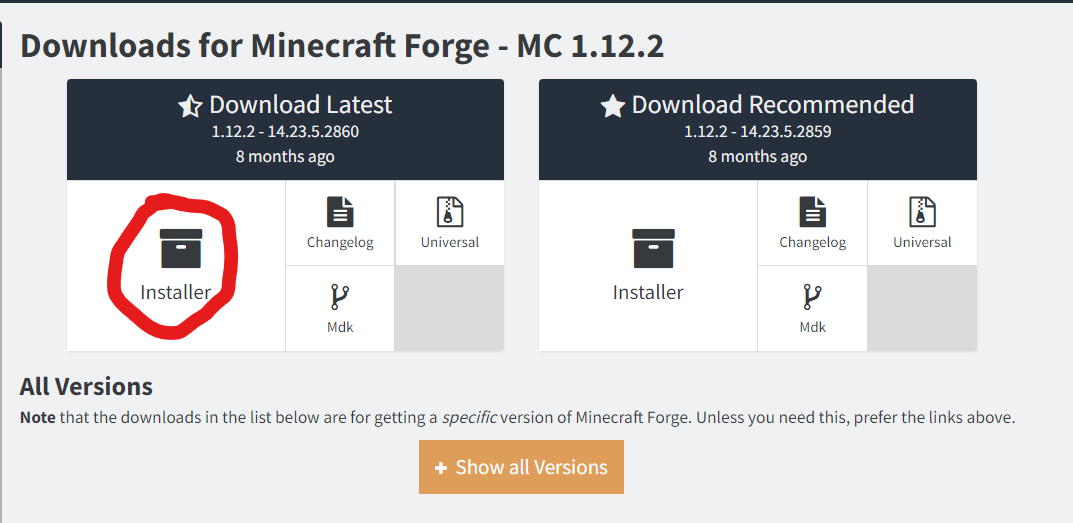 Downloads for Minecraft Forge - MC 1.12.2
Download Latest
1.12.2 - 14.23.5.2860
8 months ago
Installer
Changelog
Universal
Mdk
Download Recommended
1.12.2 - 14.23.5.2859
8 months ago
Installer
Changelog
Universal
Mdk
All Versions
Note that the downloads in the list below are for getting a specific version of Minecraft Forge. Unless you need this, prefer the links above.
+ Show all Versions